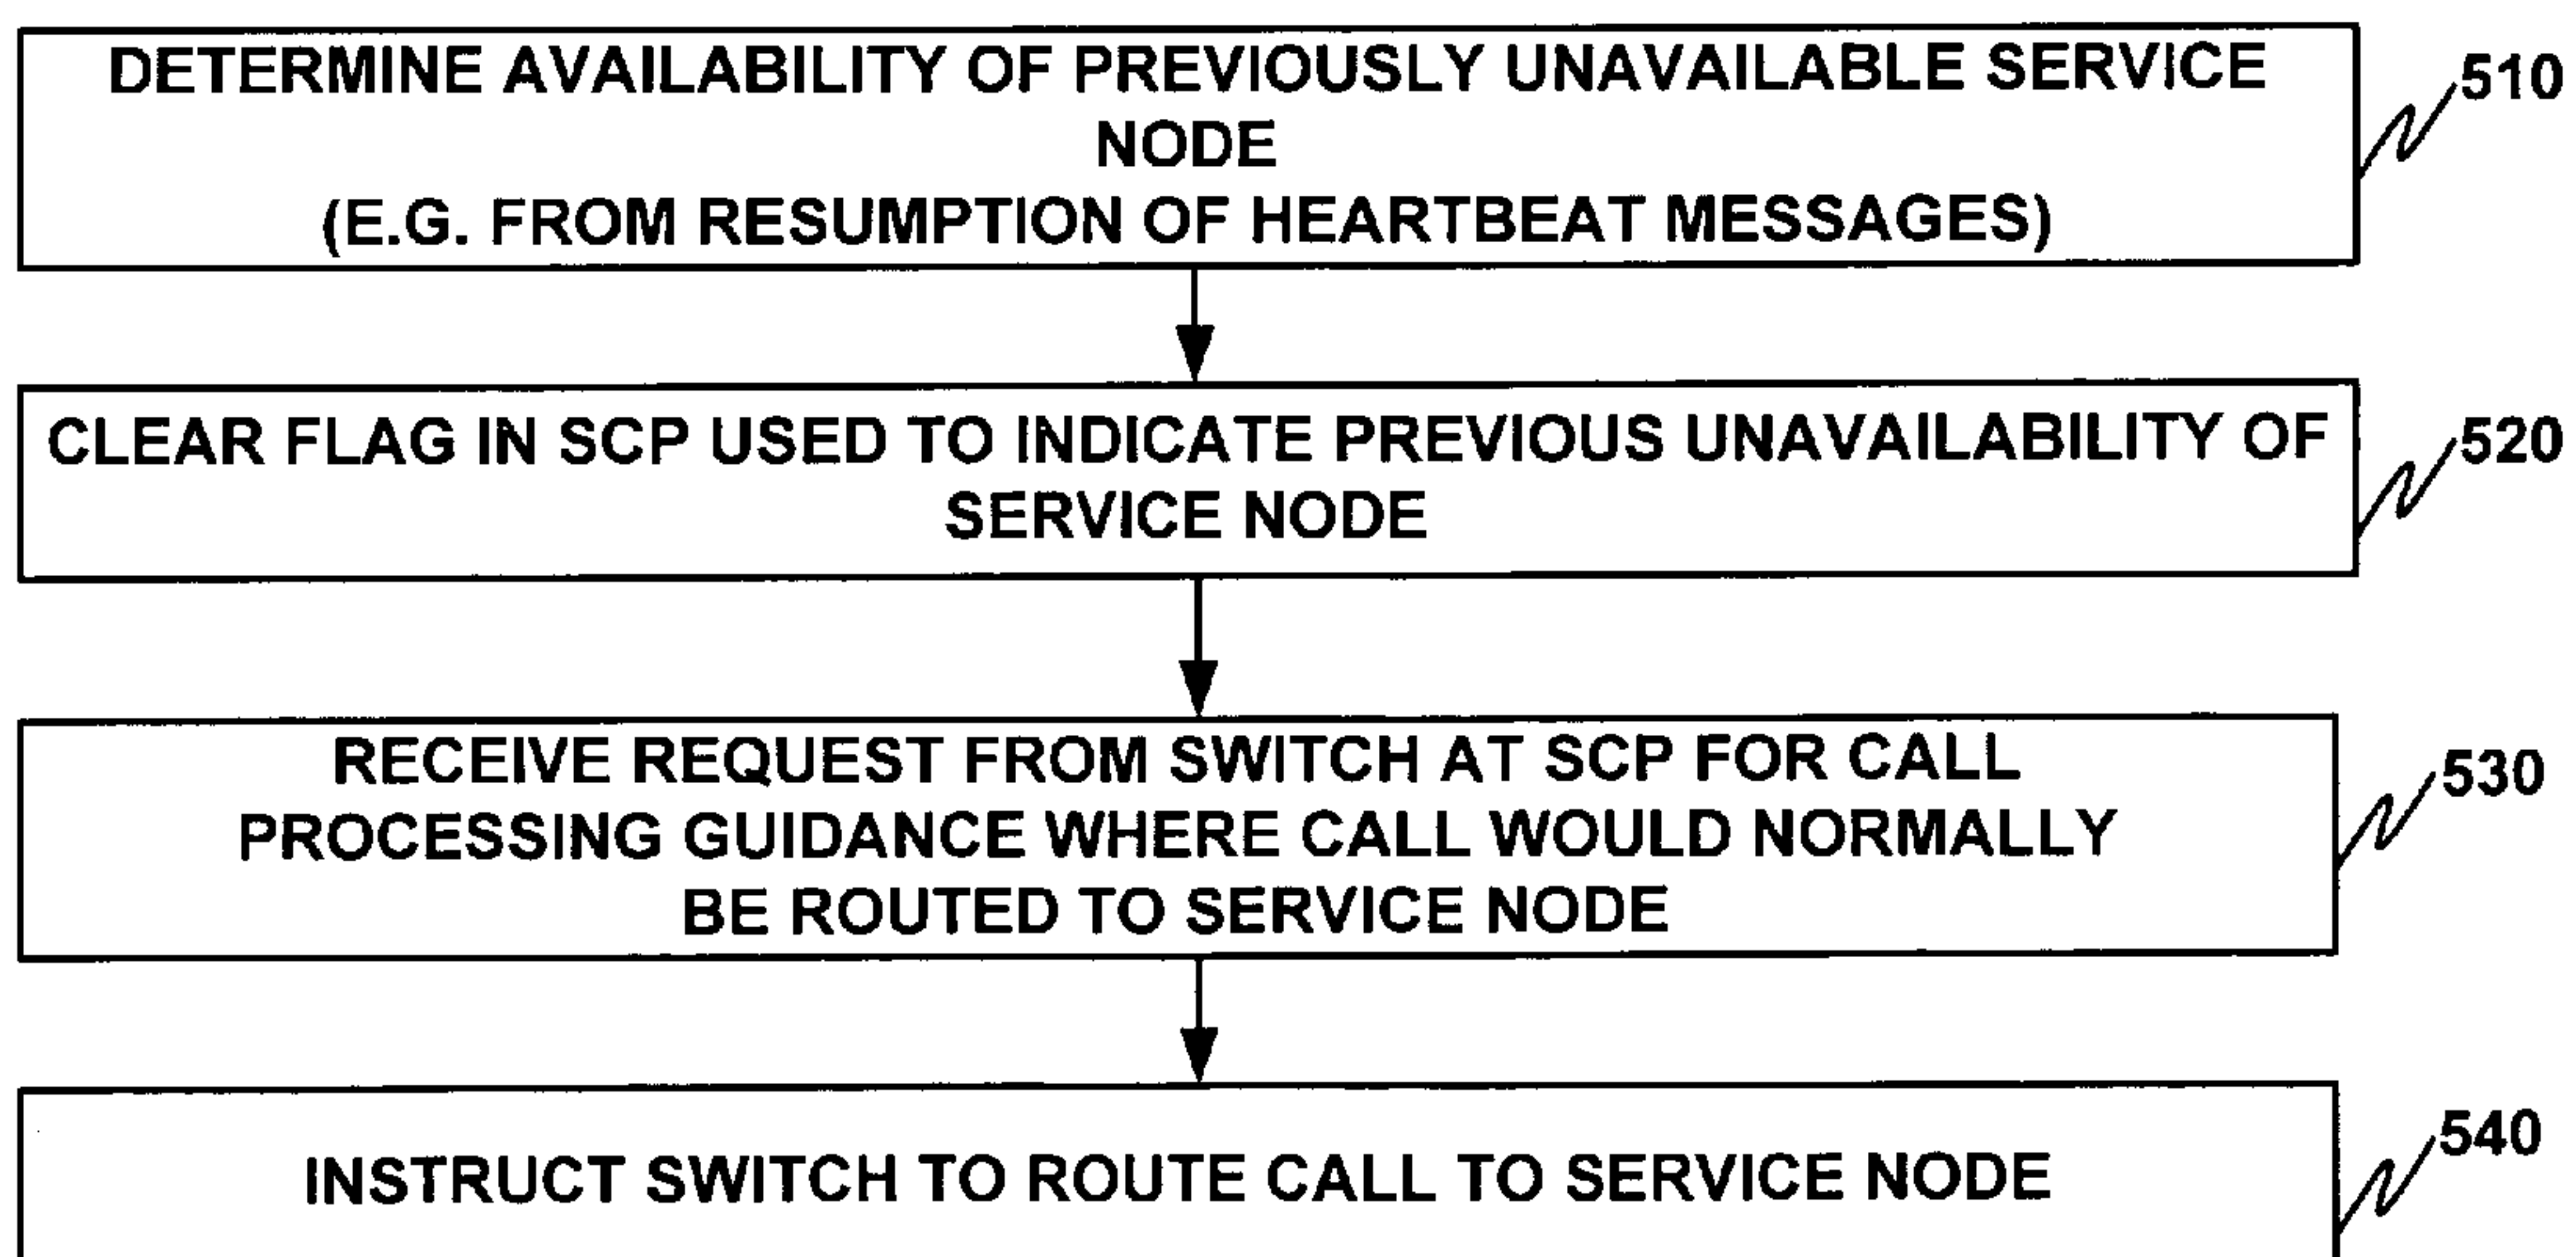 DETERMINE AVAILABILITY OF PREVIOUSLY UNAVAILABLE SERVICE
NODE
(E.G. FROM RESUMPTION OF HEARTBEAT MESSAGES)
510
CLEAR FLAG IN SCP USED TO INDICATE PREVIOUS UNAVAILABILITY OF
SERVICE NODE
520
RECEIVE REQUEST FROM SWITCH AT SCP FOR CALL
PROCESSING GUIDANCE WHERE CALL WOULD NORMALLY
BE ROUTED TO SERVICE NODE
530
INSTRUCT SWITCH TO ROUTE CALL TO SERVICE NODE
540